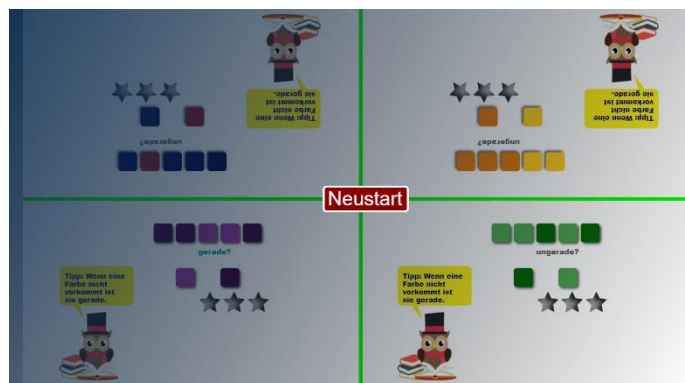 Tipp: Wenn eine
Farbe nicht
vorkommt ist
sie gerade.
ungerade?
Tipp: Wenn eine
Farbe nicht
vorkommt ist
sie gerade.
ungerade?
Neustart
gerade?
Tipp: Wenn eine
Farbe nicht
vorkommt ist
sie gerade.
ungerade?
Tipp: Wenn eine
Farbe nicht
vorkommt ist
sie gerade.